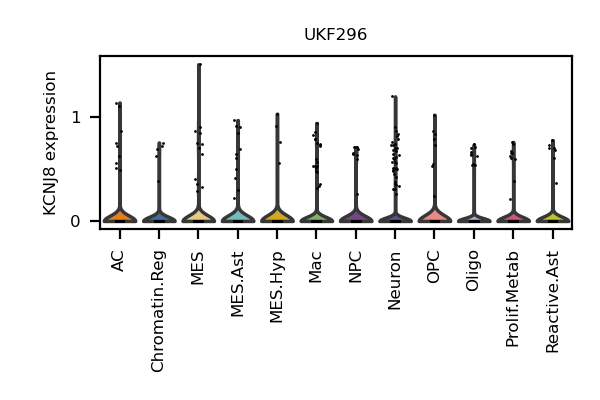 UKF296
KCNJ8 expression
1
0
AC
Chromatin.Reg
MES
MES.Ast
MES.Hyp
Mac
NPC
Neuron
OPC
Oligo
Prolif.Metab
Reactive.Ast